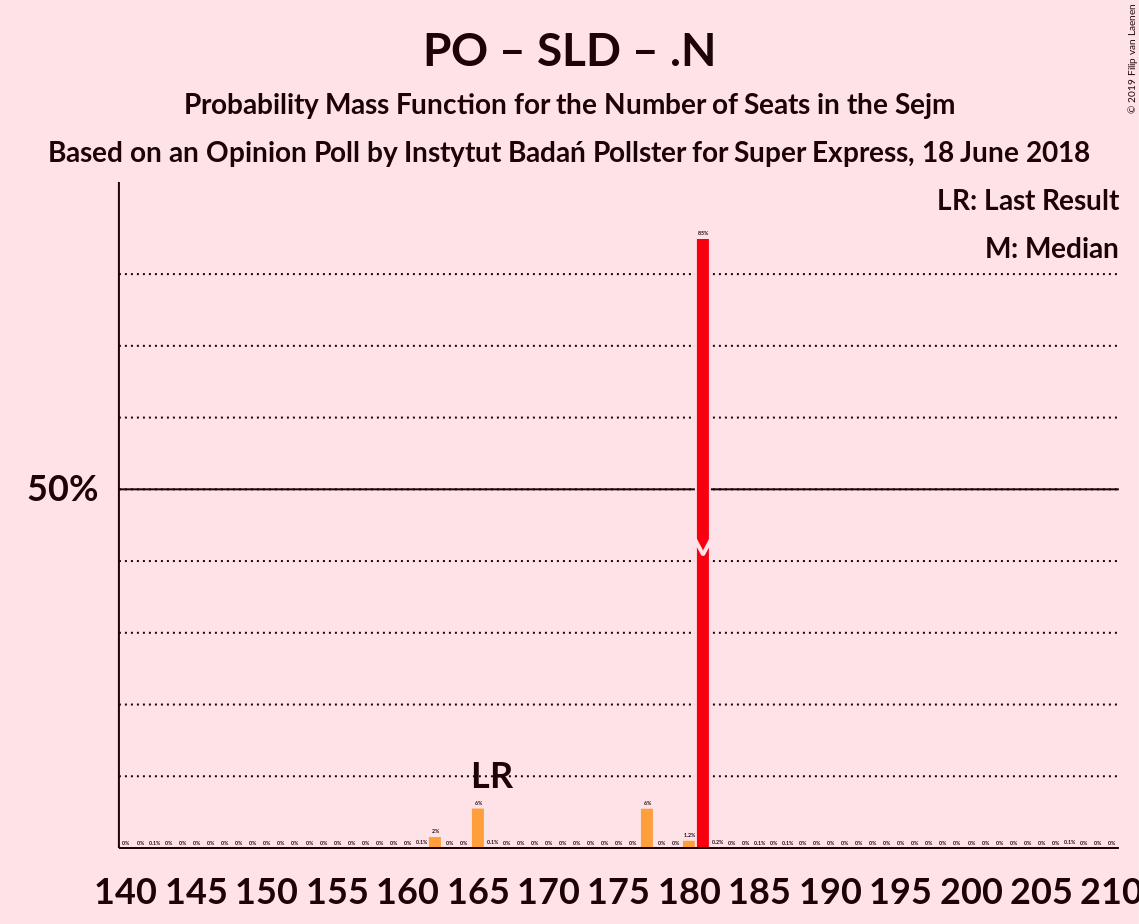 PO – SLD – .N
Probability Mass Function for the Number of Seats in the Sejm
Based on an Opinion Poll by Instytut Badań Pollster for Super Express, 18 June 2018
© 2019 Filip van Laenen
LR: Last Result
M: Median
85%
50%
LR
2% 6% 6% 1.2%
0% 0% 0.1% 0% 0% 0% 0% 0% 0% 0% 0% 0% 0% 0% 0% 0% 0% 0% 0% 0% 0% 0.1% 0% 0% 0.1% 0% 0% 0% 0% 0% 0% 0% 0% 0% 0% 0% 0% 0.2% 0% 0% 0.1% 0% 0.1% 0% 0% 0% 0% 0% 0% 0% 0% 0% 0% 0% 0% 0% 0% 0% 0% 0% 0% 0% 0% 0.1% 0% 0% 0%
140 145 150 155 160 165 170 175 180 185 190 195 200 205 210